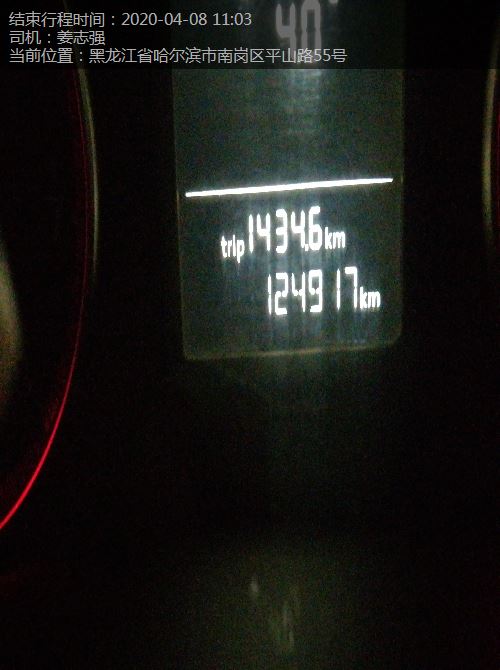 结束行程时间：2020-04-08 11:03
司机：姜志强
当前位置：黑龙江省哈尔滨市南岗区平山路55号
40°
trip 1434.6 km
124917 km